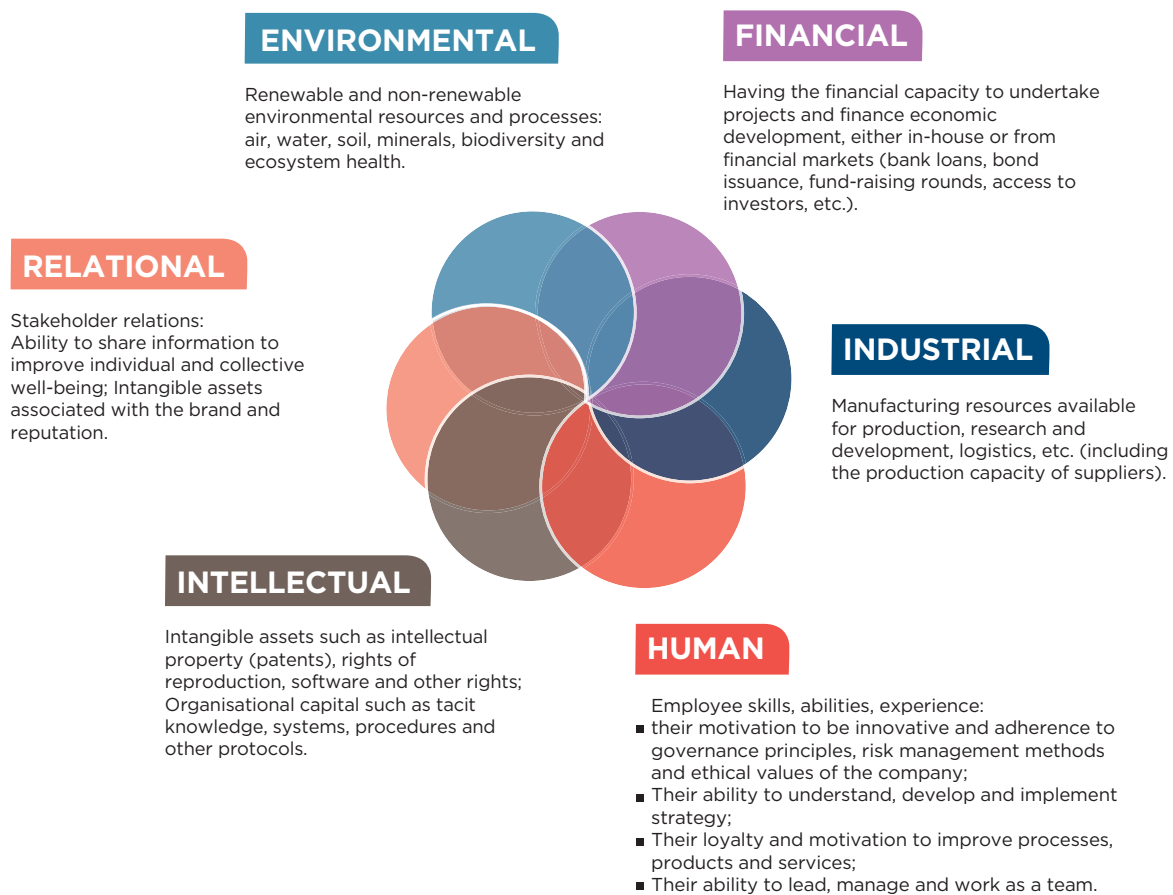 ENVIRONMENTAL
Renewable and non-renewable
environmental resources and processes:
air, water, soil, minerals, biodiversity and
ecosystem health.
FINANCIAL
Having the financial capacity to undertake
projects and finance economic
development, either in-house or from
financial markets (bank loans, bond
issuance, fund-raising rounds, access to
investors, etc.).
RELATIONAL
Stakeholder relations:
Ability to share information to
improve individual and collective
well-being; Intangible assets
associated with the brand and
reputation.
INDUSTRIAL
Manufacturing resources available
for production, research and
development, logistics, etc. (including
the production capacity of suppliers).
INTELLECTUAL
Intangible assets such as intellectual
property (patents), rights of
reproduction, software and other rights;
Organisational capital such as tacit
knowledge, systems, procedures and
other protocols.
HUMAN
Employee skills, abilities, experience:
▪ their motivation to be innovative and adherence to
governance principles, risk management methods
and ethical values of the company;
▪ Their ability to understand, develop and implement
strategy;
▪ Their loyalty and motivation to improve processes,
products and services;
▪ Their ability to lead, manage and work as a team.